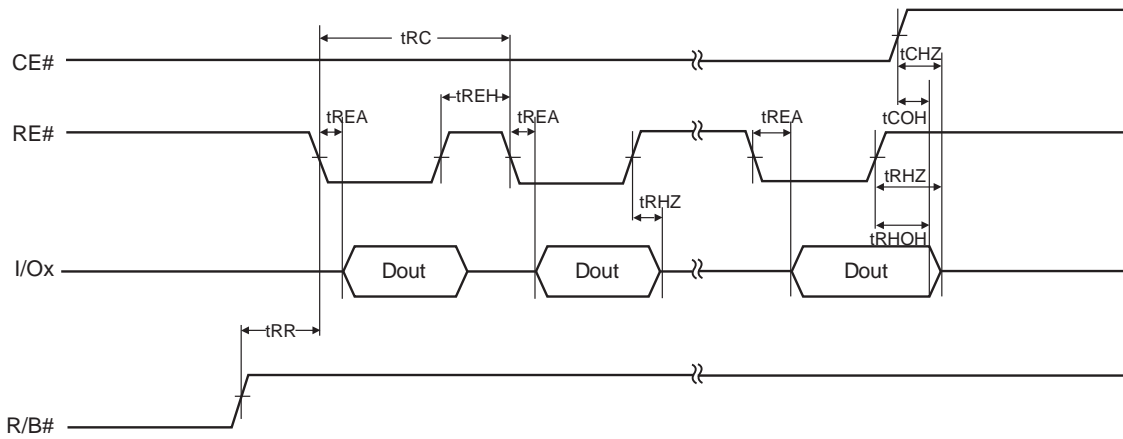 tRC
CE#
tCHZ
tREH
tREA
tREA
tREA
tCOH
RE#
tRHZ
tRHZ
tRHOH
I/Ox
Dout
Dout
Dout
tRR
R/B#